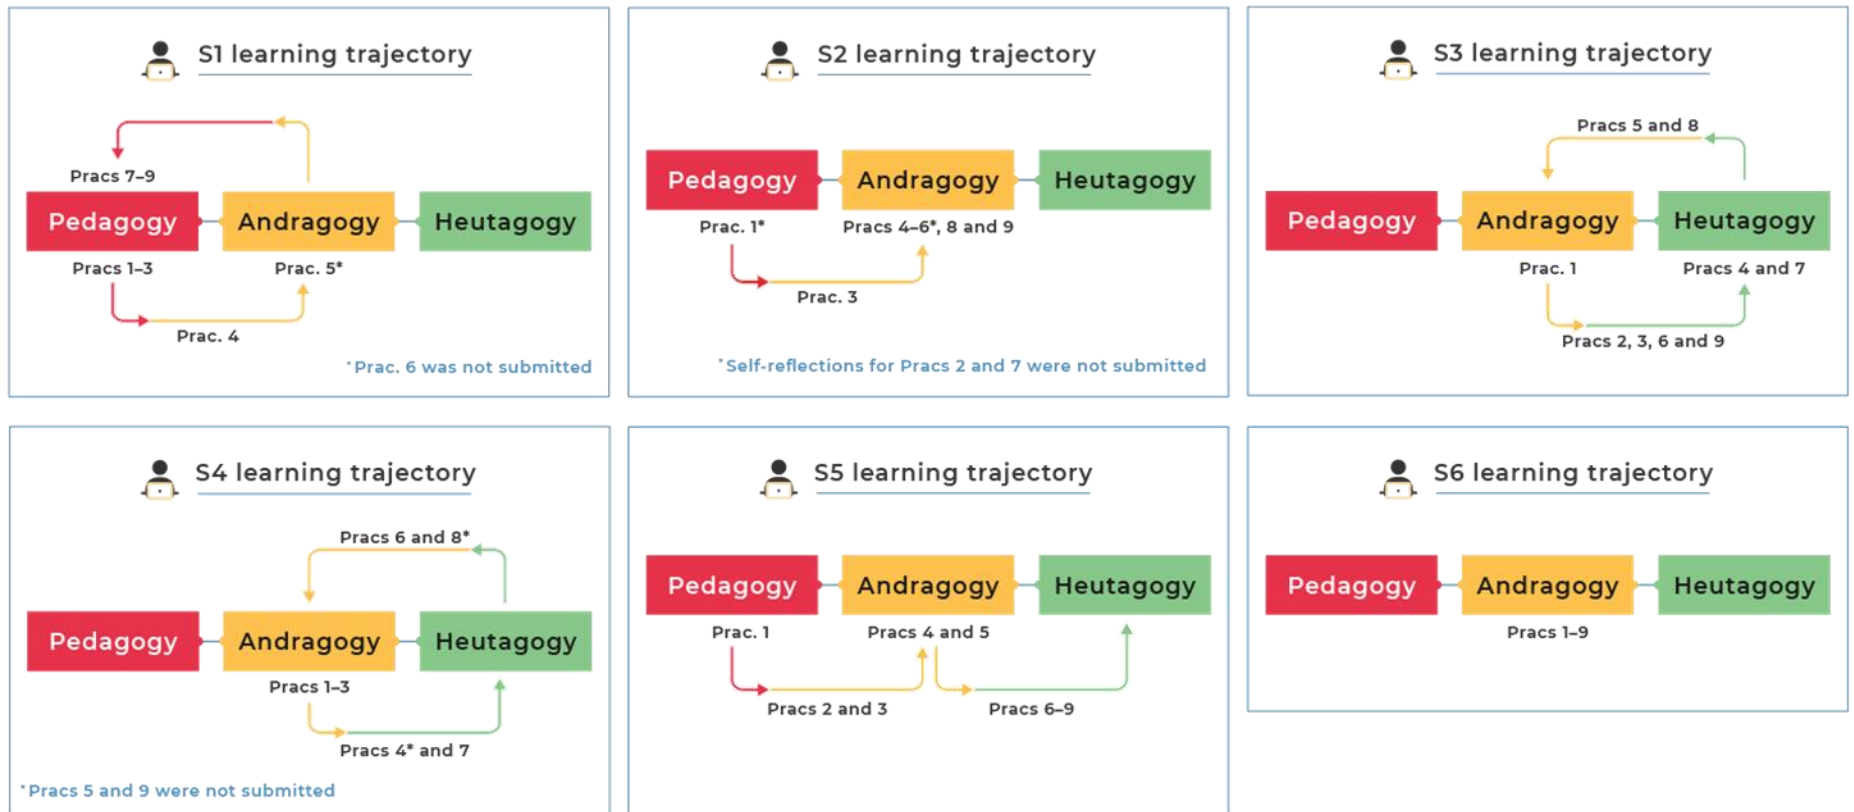 S1 learning trajectory
Pracs 7–9
Pedagogy
Andragogy
Heutagogy
Pracs 1–3
Prac. 5*
Prac. 4
*Prac. 6 was not submitted
S2 learning trajectory
Pedagogy
Andragogy
Heutagogy
Prac. 1*
Pracs 4–6*, 8 and 9
Prac. 3
*Self-reflections for Pracs 2 and 7 were not submitted
S3 learning trajectory
Pracs 5 and 8
Pedagogy
Andragogy
Heutagogy
Prac. 1
Pracs 4 and 7
Pracs 2, 3, 6 and 9
S4 learning trajectory
Pracs 6 and 8*
Pedagogy
Andragogy
Heutagogy
Pracs 1–3
Pracs 4* and 7
*Pracs 5 and 9 were not submitted
S5 learning trajectory
Pedagogy
Andragogy
Heutagogy
Prac. 1
Pracs 4 and 5
Pracs 2 and 3
Pracs 6–9
S6 learning trajectory
Pedagogy
Andragogy
Heutagogy
Pracs 1–9